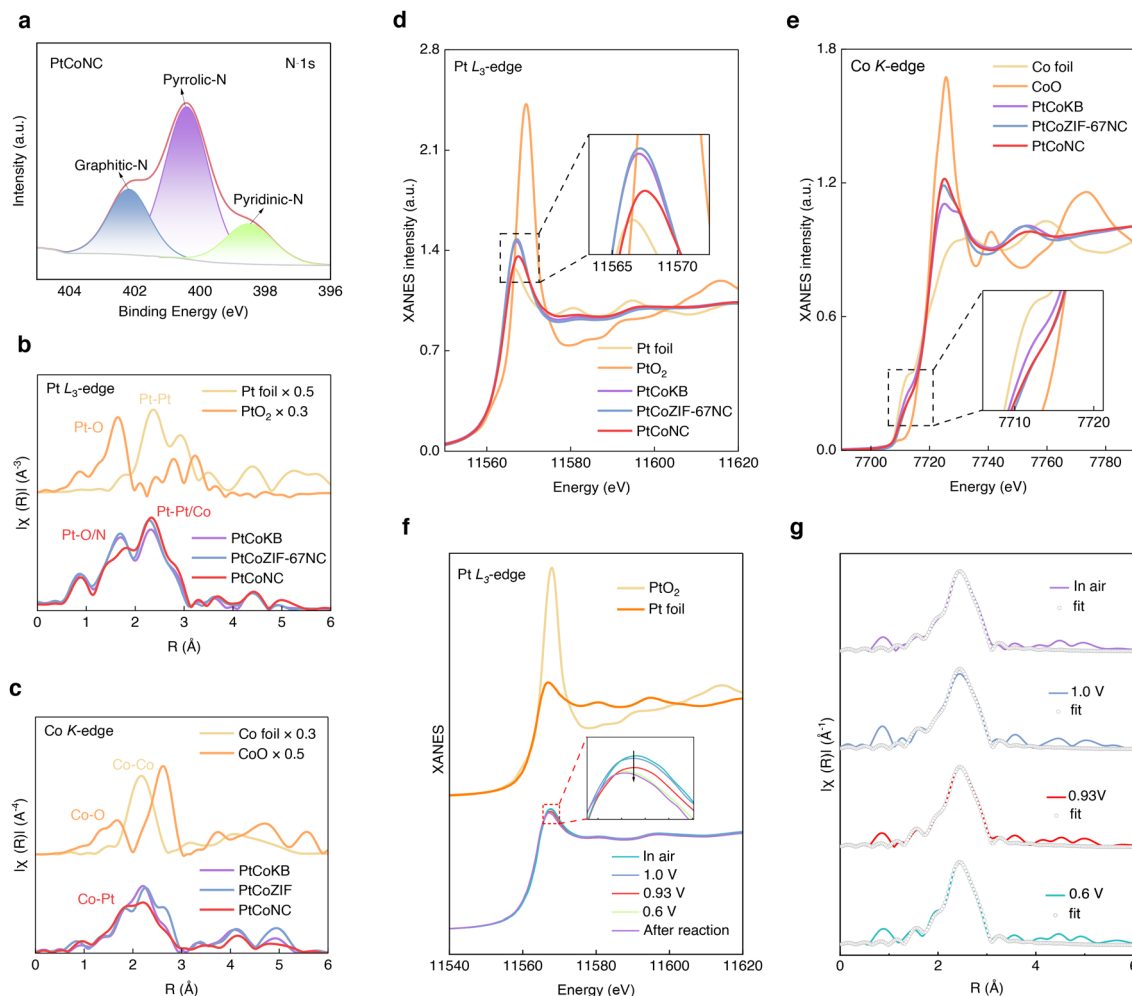 a
PtCoNC
N 1s
Pyrrolic-N
Graphitic-N
Pyridinic-N
Intensity (a.u.)
404 402 400 398 396
Binding Energy (eV)
b
Pt L₃-edge
Pt foil × 0.5
PtO₂ × 0.3
Pt-Pt
Pt-O
Pt-Pt/Co
Pt-O/N
PtCoKB
PtCoZIF-67NC
PtCoNC
|χ (R)| (A⁻³)
0 1 2 3 4 5 6
R (Å)
c
Co K-edge
Co foil × 0.3
CoO × 0.5
Co-Co
Co-O
Co-Pt
PtCoKB
PtCoZIF
PtCoNC
|χ (R)| (A⁻⁴)
0 1 2 3 4 5 6
R (Å)
d
2.8
Pt L₃-edge
2.1
1.4
0.7
0.0
XANES intensity (a.u.)
11565 11570
Pt foil
PtO₂
PtCoKB
PtCoZIF-67NC
PtCoNC
11560 11580 11600 11620
Energy (eV)
e
1.8
Co K-edge
1.2
0.6
0.0
XANES intensity (a.u.)
Co foil
CoO
PtCoKB
PtCoZIF-67NC
PtCoNC
7710 7720
7700 7720 7740 7760 7780
Energy (eV)
f
Pt L₃-edge
PtO₂
Pt foil
XANES
In air
1.0 V
0.93 V
0.6 V
After reaction
11540 11560 11580 11600 11620
Energy (eV)
g
In air
fit
1.0 V
fit
0.93V
fit
0.6 V
fit
|χ (R)| (Å⁻¹)
0 2 4 6
R (Å)